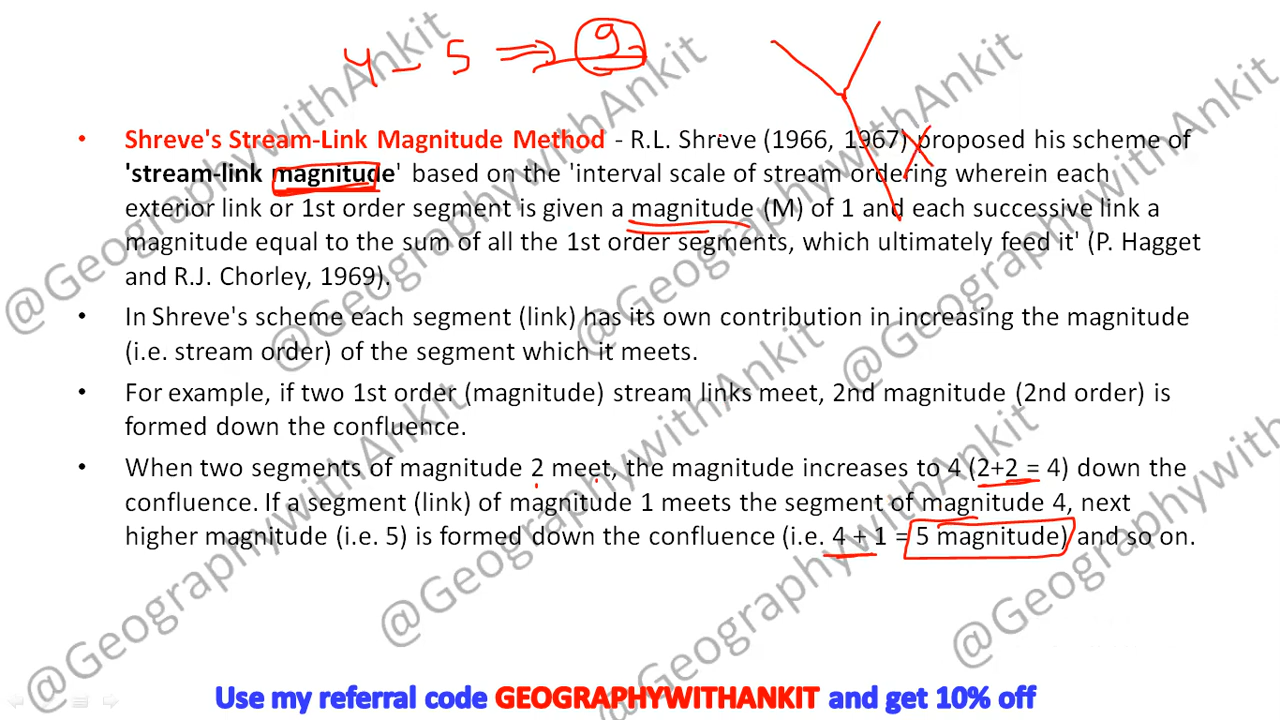 4 - 5 ⇒ 9
• Shreve's Stream-Link Magnitude Method - R.L. Shreve (1966, 1967) proposed his scheme of
'stream-link magnitude' based on the 'interval scale of stream ordering wherein each
exterior link or 1st order segment is given a magnitude (M) of 1 and each successive link a
magnitude equal to the sum of all the 1st order segments, which ultimately feed it' (P. Hagget
and R.J. Chorley, 1969).
• In Shreve's scheme each segment (link) has its own contribution in increasing the magnitude
(i.e. stream order) of the segment which it meets.
• For example, if two 1st order (magnitude) stream links meet, 2nd magnitude (2nd order) is
formed down the confluence.
• When two segments of magnitude 2 meet, the magnitude increases to 4 (2+2 = 4) down the
confluence. If a segment (link) of magnitude 1 meets the segment of magnitude 4, next
higher magnitude (i.e. 5) is formed down the confluence (i.e. 4 + 1 = 5 magnitude) and so on.
@GeographywithAnkit
@GeographywithAnkit
@GeographywithAnkit
@GeographywithAnkit
@GeographywithAnkit
@GeographywithAnkit
@GeographywithAnkit
@GeographywithAnkit
Use my referral code GEOGRAPHYWITHANKIT and get 10% off